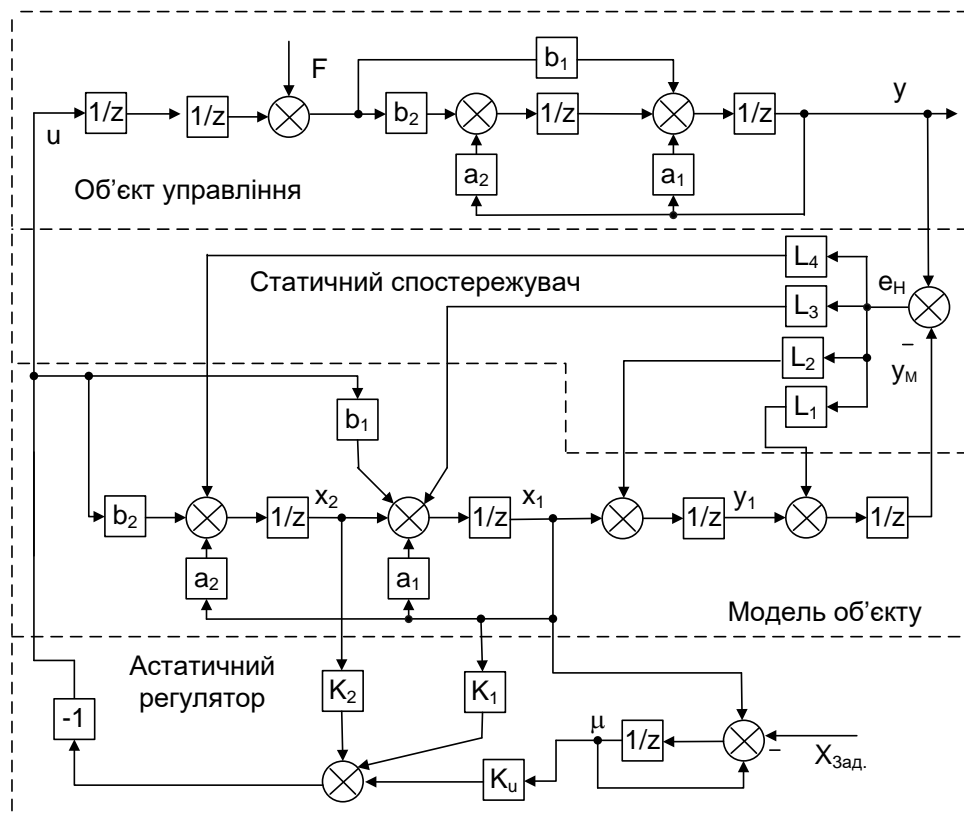 b₁
F
y
1/z
1/z
b₂
1/z
1/z
u
a₂
a₁
Об’єкт управління
L₄
Статичний спостережувач
eН
L₃
L₂
–
yМ
L₁
b₁
x₂
x₁
y₁
b₂
1/z
1/z
1/z
1/z
a₂
a₁
Модель об’єкту
Астатичний
регулятор
K₂
K₁
-1
μ
1/z
–
XЗад.
Ku